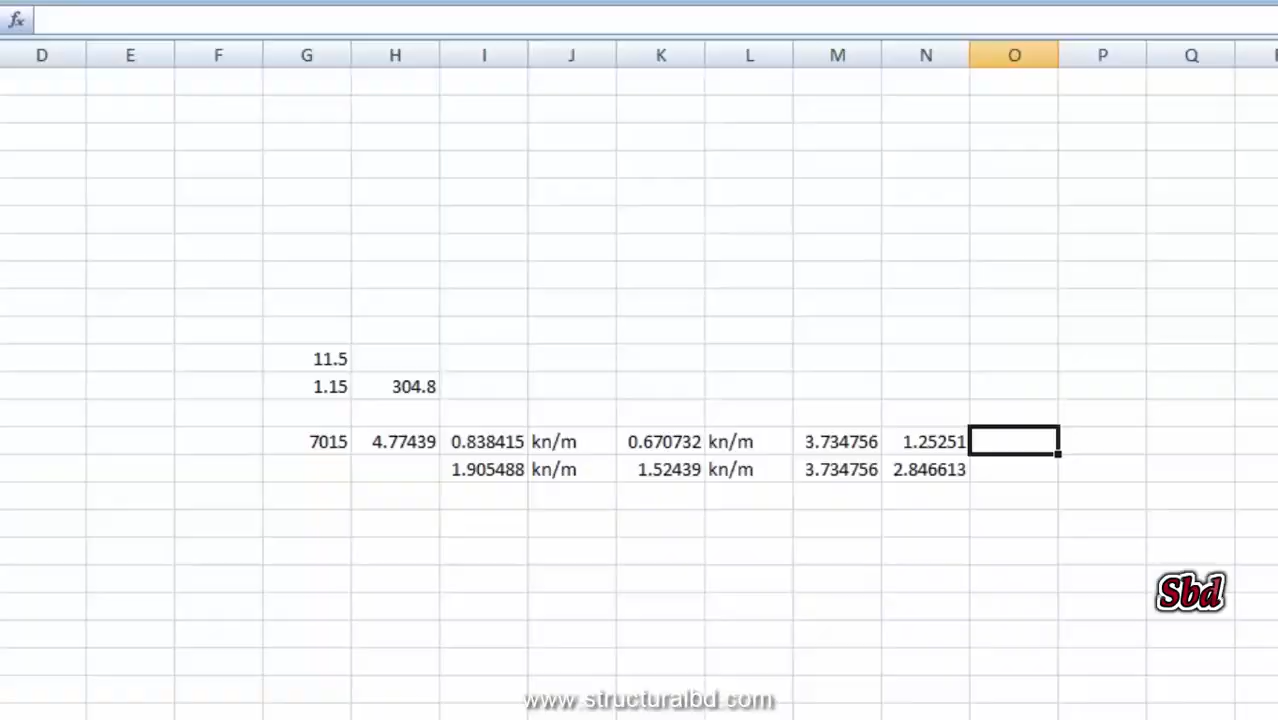 fx
D E F G H I J K L M N O P Q
11.5
1.15 304.8
7015 4.77439 0.838415 kn/m 0.670732 kn/m 3.734756 1.25251
1.905488 kn/m 1.52439 kn/m 3.734756 2.846613
Sbd
www.structuralbd.com